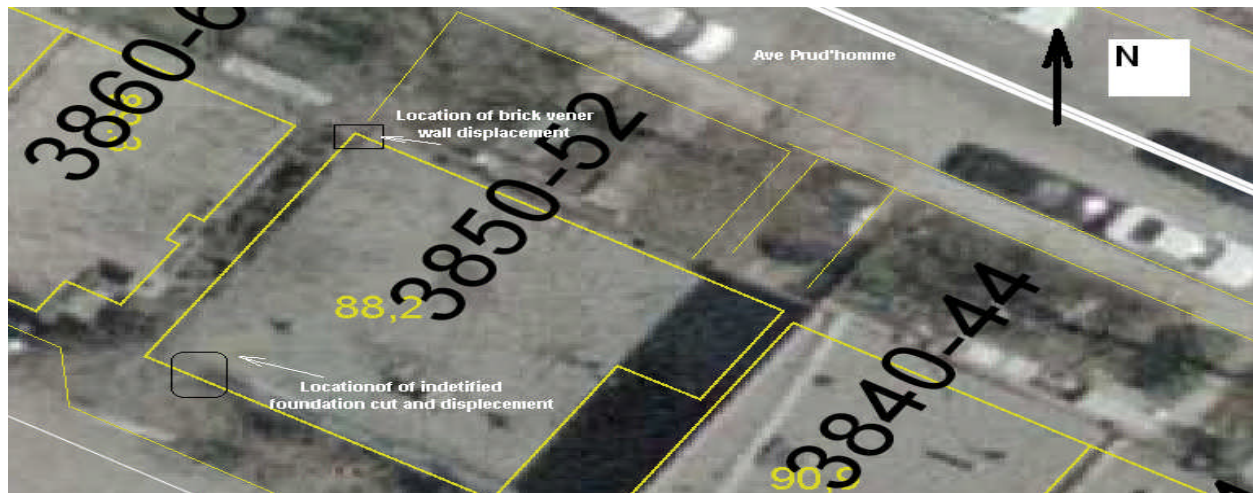 3860-6
Ave Prud'homme
N
Location of brick vener
wall displacement
3850-52
88,2
Locationof of indetified
foundation cut and displecement
3840-44
90,9